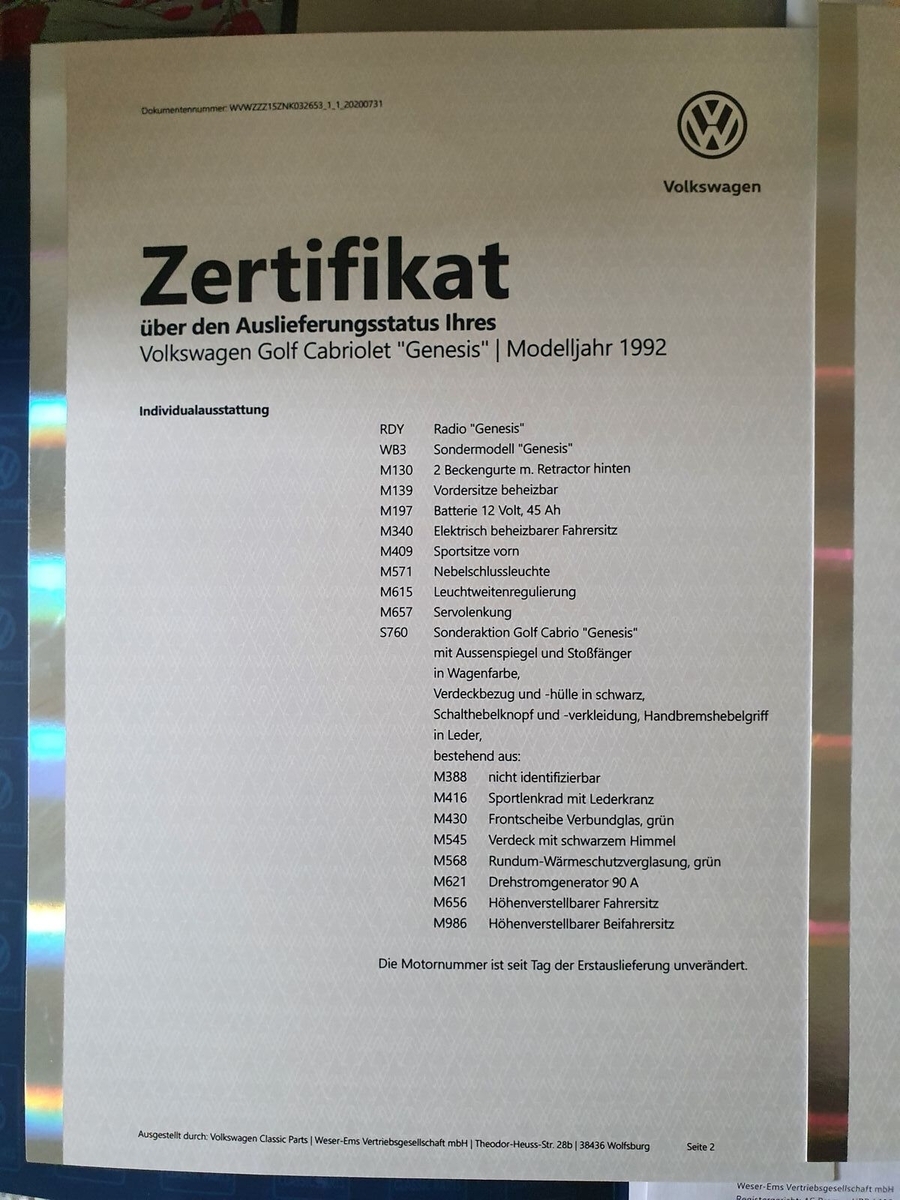 Dokumentennummer: WVWZZZ15ZNK032653_1_1_20200731
Volkswagen
Zertifikat
über den Auslieferungsstatus Ihres
Volkswagen Golf Cabriolet "Genesis" | Modelljahr 1992
Individualausstattung
RDY Radio "Genesis"
WB3 Sondermodell "Genesis"
M130 2 Beckengurte m. Retractor hinten
M139 Vordersitze beheizbar
M197 Batterie 12 Volt, 45 Ah
M340 Elektrisch beheizbarer Fahrersitz
M409 Sportsitze vorn
M571 Nebelschlussleuchte
M615 Leuchtweitenregulierung
M657 Servolenkung
S760 Sonderaktion Golf Cabrio "Genesis"
mit Aussenspiegel und Stoßfänger
in Wagenfarbe,
Verdeckbezug und -hülle in schwarz,
Schalthebelknopf und -verkleidung, Handbremshebelgriff
in Leder,
bestehend aus:
M388 nicht identifizierbar
M416 Sportlenkrad mit Lederkranz
M430 Frontscheibe Verbundglas, grün
M545 Verdeck mit schwarzem Himmel
M568 Rundum-Wärmeschutzverglasung, grün
M621 Drehstromgenerator 90 A
M656 Höhenverstellbarer Fahrersitz
M986 Höhenverstellbarer Beifahrersitz
Die Motornummer ist seit Tag der Erstauslieferung unverändert.
Ausgestellt durch: Volkswagen Classic Parts | Weser-Ems Vertriebsgesellschaft mbH | Theodor-Heuss-Str. 28b | 38436 Wolfsburg Seite 2
Weser-Ems Vertriebsgesellschaft mbH